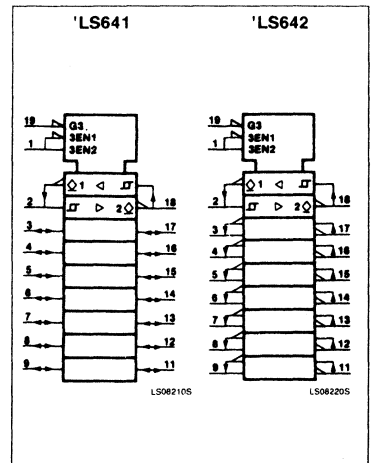 'LS641 'LS642
19 G3.
3EN1
1 3EN2
1
2 2 18
3 17
4 16
5 15
6 14
7 13
8 12
9 11
LS08210S
19 G3
3EN1
1 3EN2
1
2 2 18
3 17
4 16
5 15
6 14
7 13
8 12
9 11
LS08220S